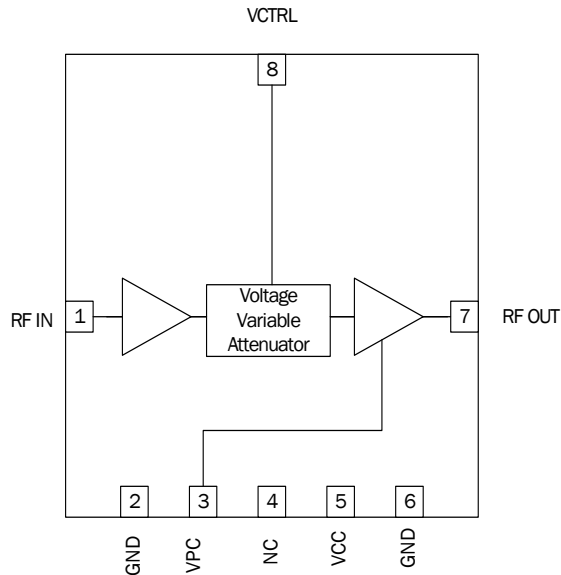 VCTRL
8
RF IN
1
Voltage
Variable
Attenuator
7
RF OUT
2
3
4
5
6
GND
VPC
NC
VCC
GND